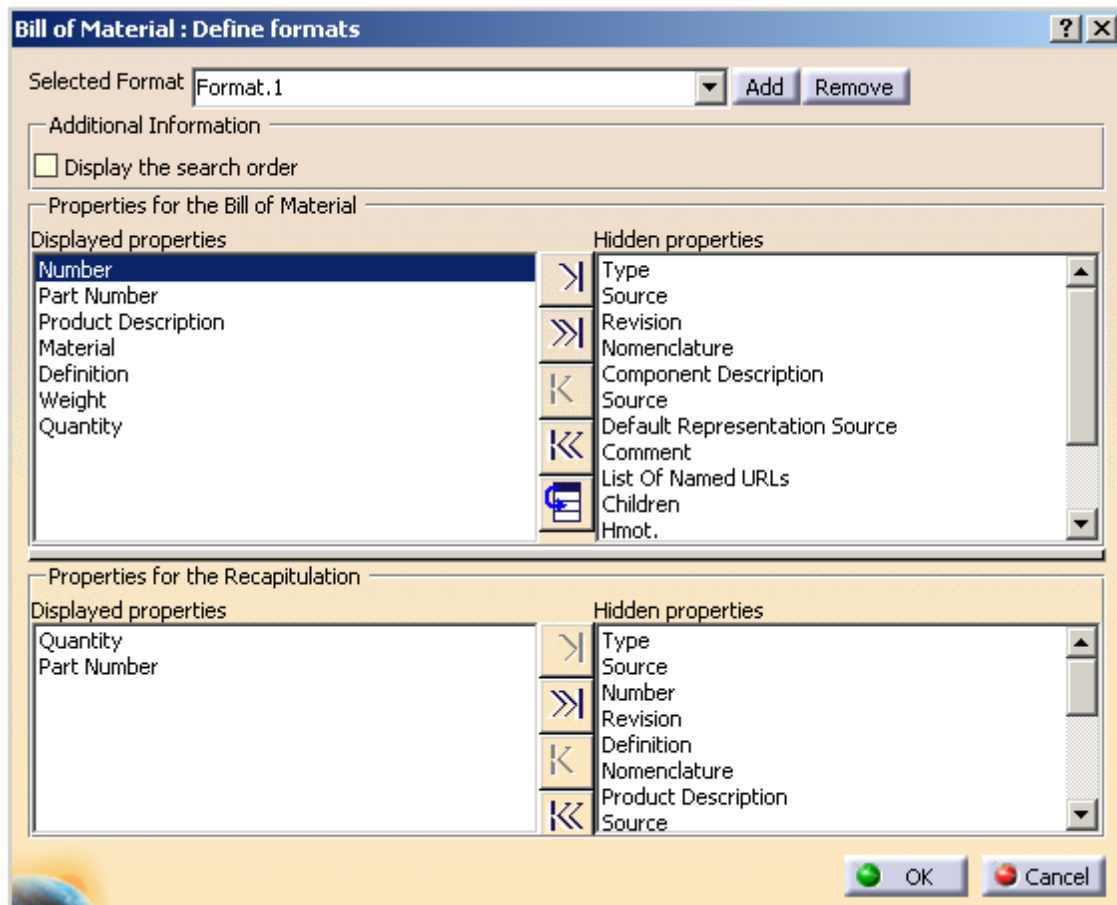 Bill of Material : Define formats
Selected Format Format.1 Add Remove
Additional Information
Display the search order
Properties for the Bill of Material
Displayed properties
Number
Part Number
Product Description
Material
Definition
Weight
Quantity
Hidden properties
Type
Source
Revision
Nomenclature
Component Description
Source
Default Representation Source
Comment
List Of Named URLs
Children
Hmot.
Properties for the Recapitulation
Displayed properties
Quantity
Part Number
Hidden properties
Type
Source
Number
Revision
Definition
Nomenclature
Product Description
Source
OK Cancel